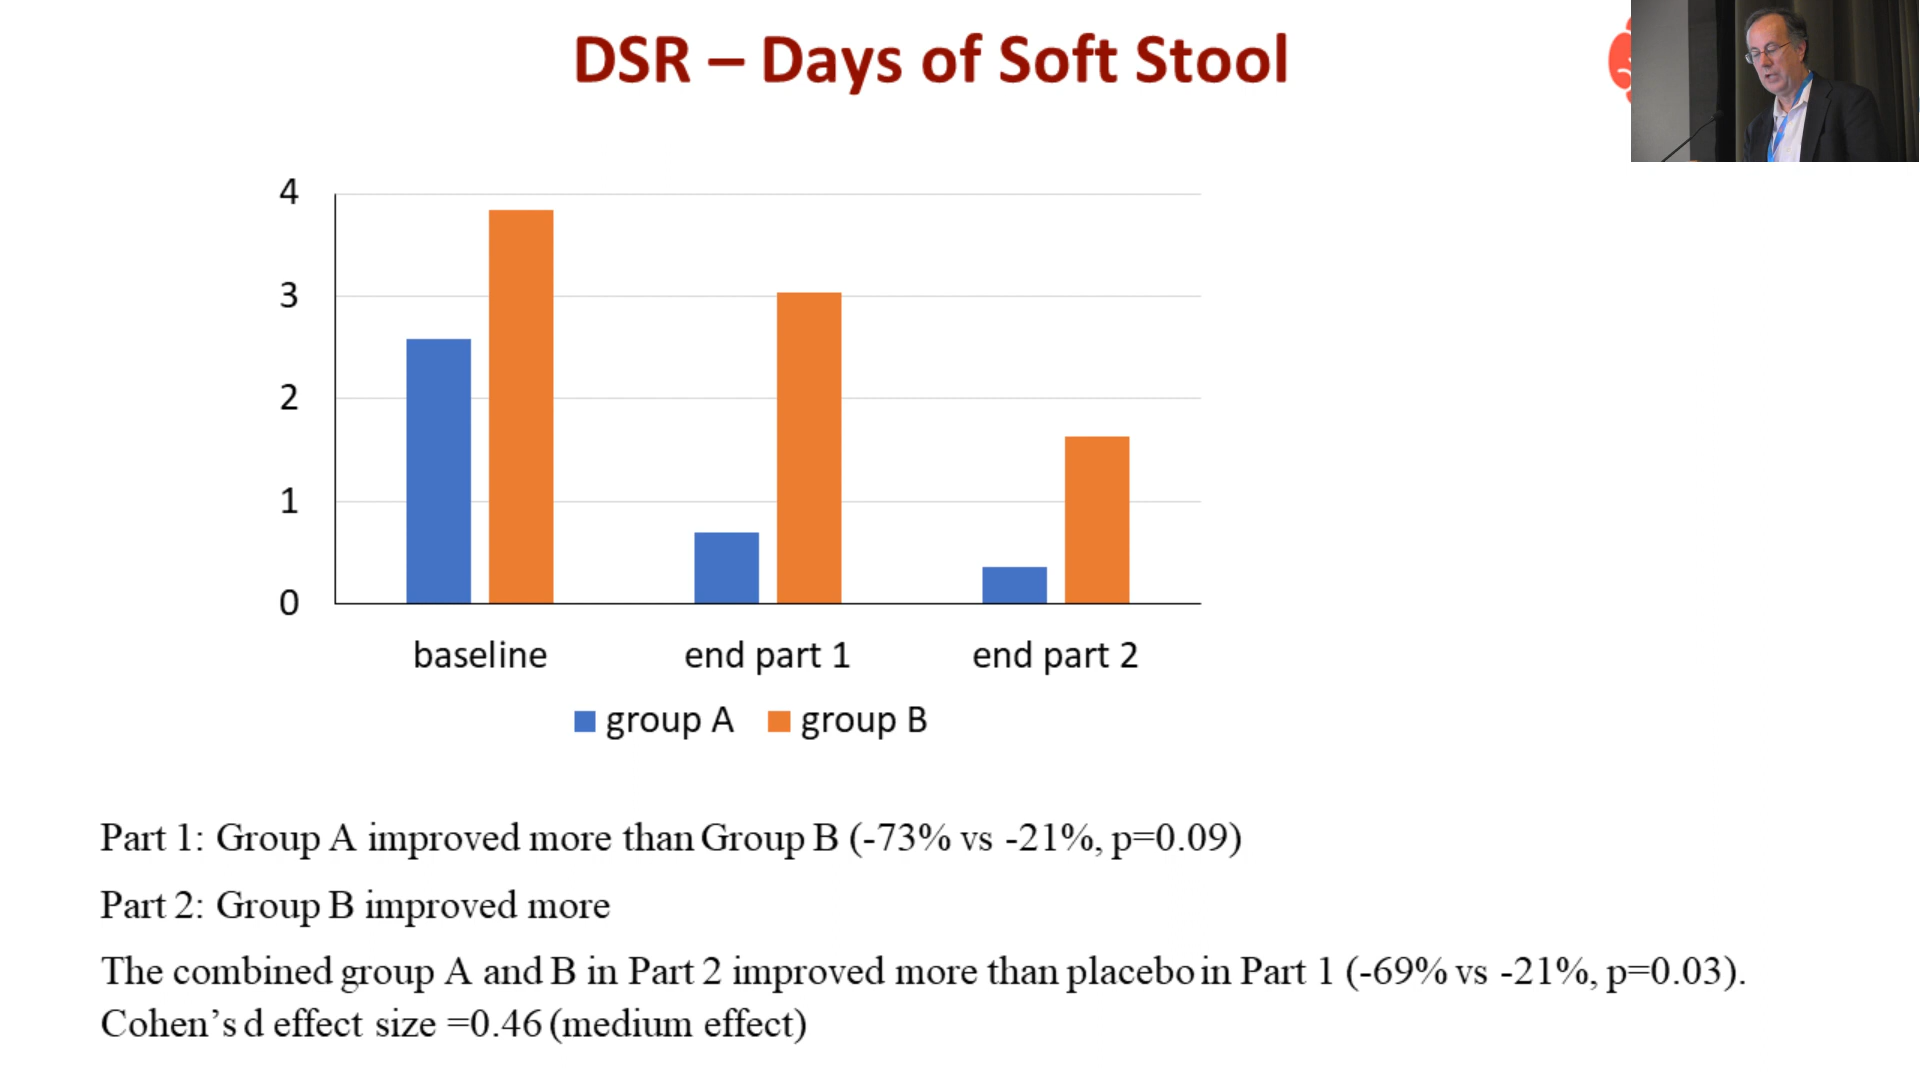 DSR – Days of Soft Stool
4
3
2
1
0
baseline end part 1 end part 2
group A group B
Part 1: Group A improved more than Group B (-73% vs -21%, p=0.09)
Part 2: Group B improved more
The combined group A and B in Part 2 improved more than placebo in Part 1 (-69% vs -21%, p=0.03).
Cohen’s d effect size =0.46 (medium effect)